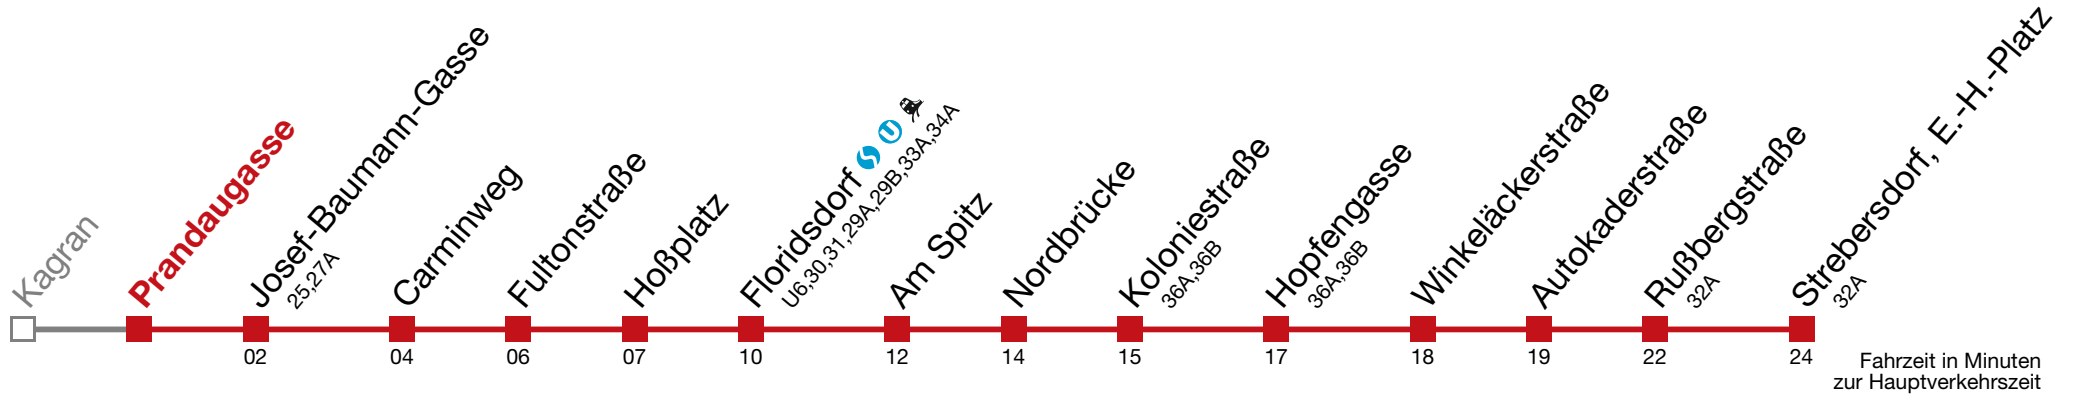 Kagran
Prandaugasse
Josef-Baumann-Gasse
25,27A
Carminweg
Fultonstraße
Hoßplatz
Floridsdorf
U6,30,31,29A,29B,33A,34A
Am Spitz
Nordbrücke
Koloniestraße
36A,36B
Hopfengasse
36A,36B
Winkeläckerstraße
Autokaderstraße
Rußbergstraße
32A
Strebersdorf, E.-H.-Platz
32A
02 04 06 07 10 12 14 15 17 18 19 22 24
Fahrzeit in Minuten
zur Hauptverkehrszeit